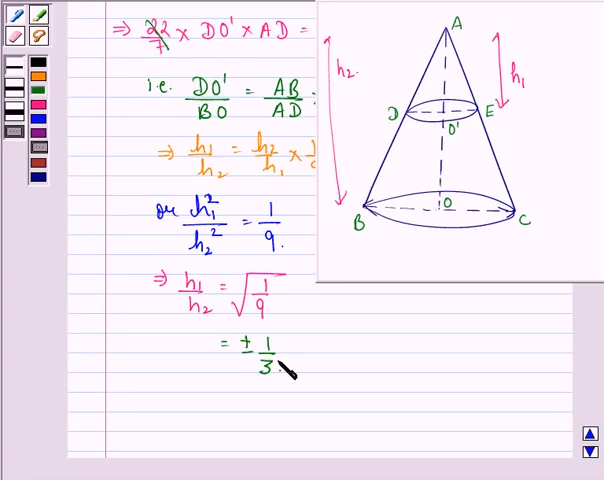 ⇒ 22/7 × DO' × AD =
i.e. DO'/BO = AB/AD =
⇒ h₁/h₂ = h₂/h₁ ×
or h₁²/h₂² = 1/9.
⇒ h₁/h₂ = √(1/9)
= ± 1/3.
A
h₂
h₁
D
E
O'
O
B
C